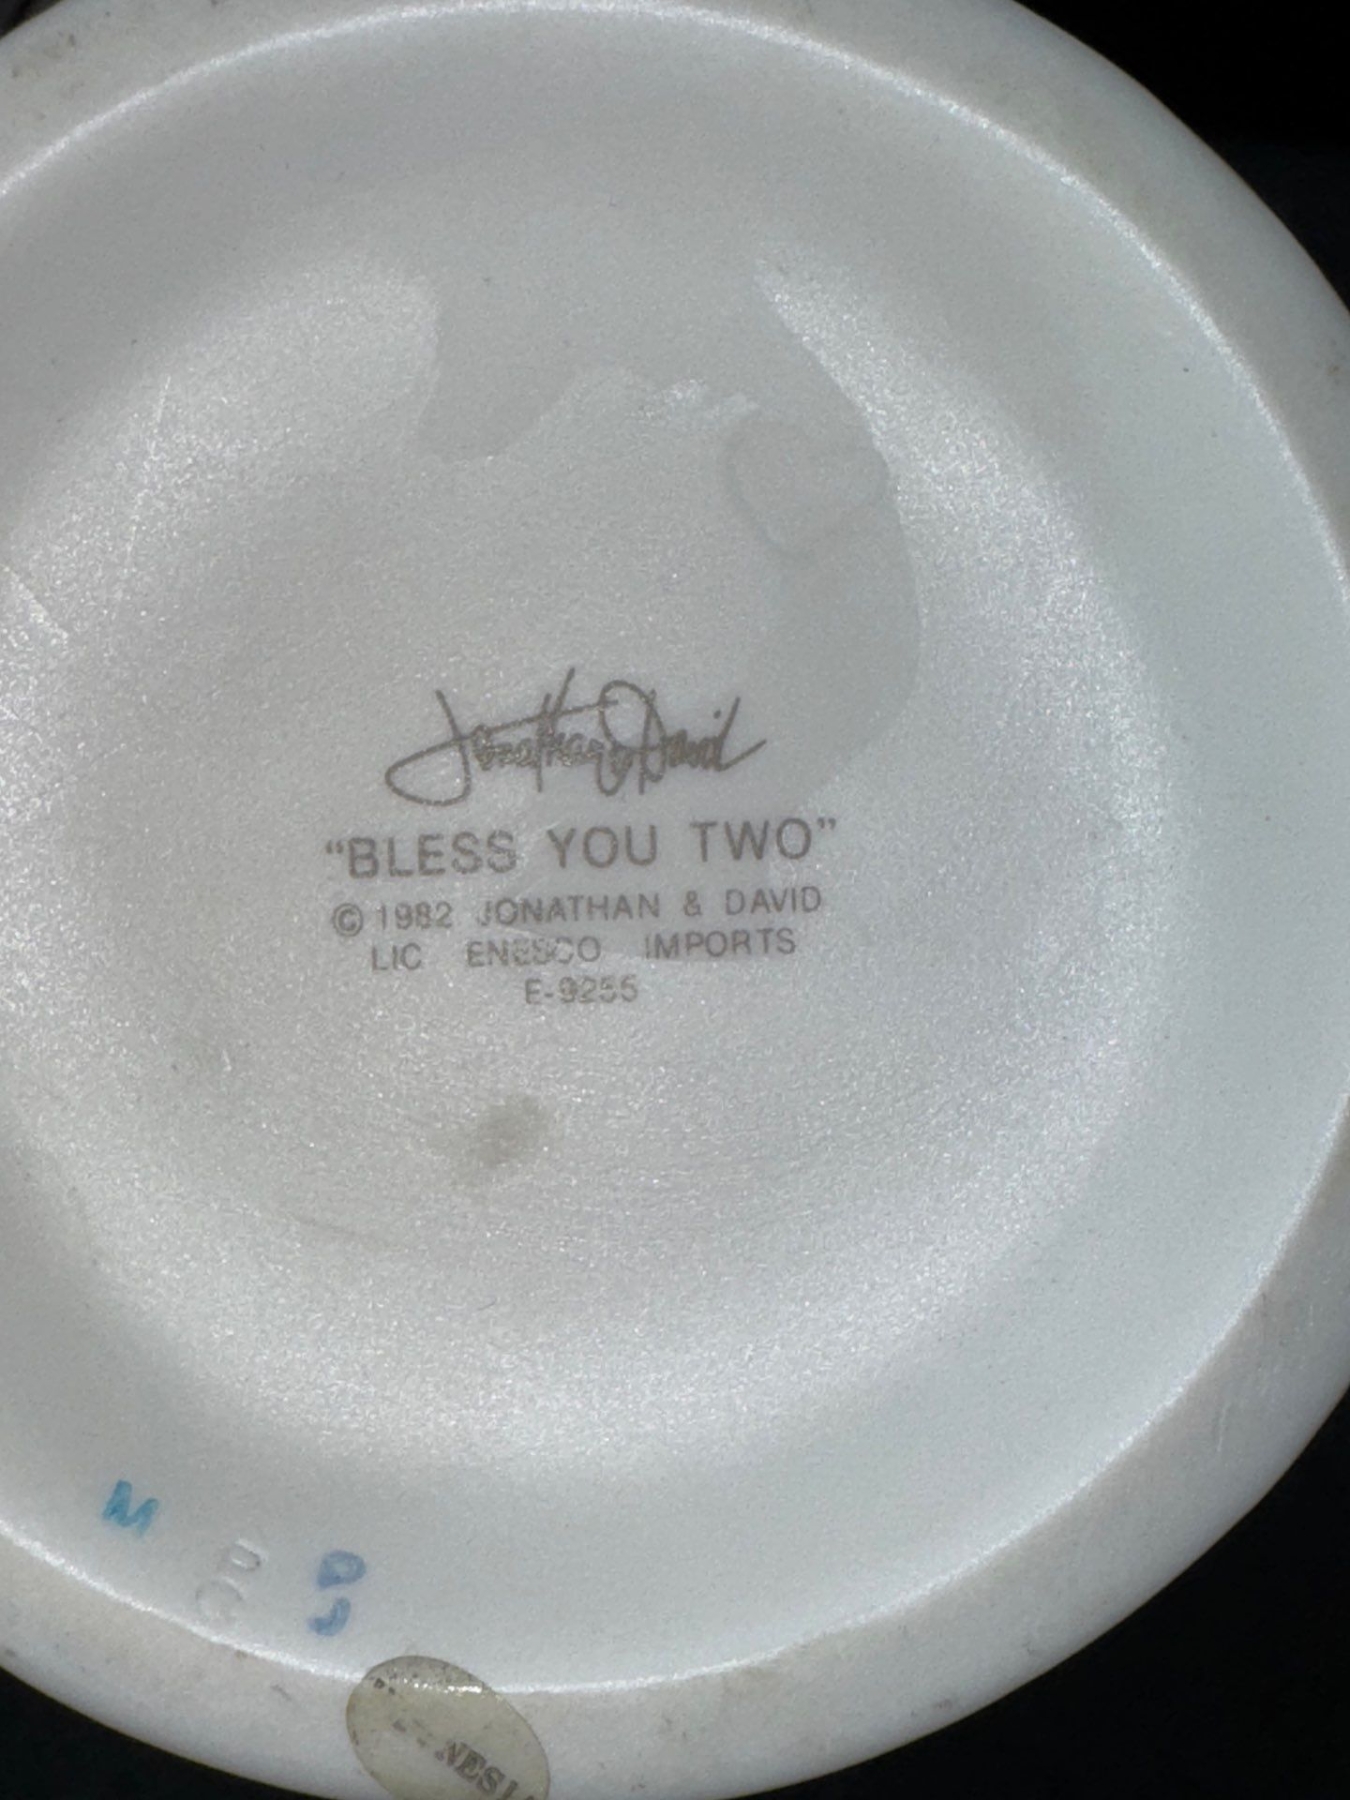 Jonathan & David
“BLESS YOU TWO”
© 1982 JONATHAN & DAVID
LIC ENESCO IMPORTS
E-9255
M